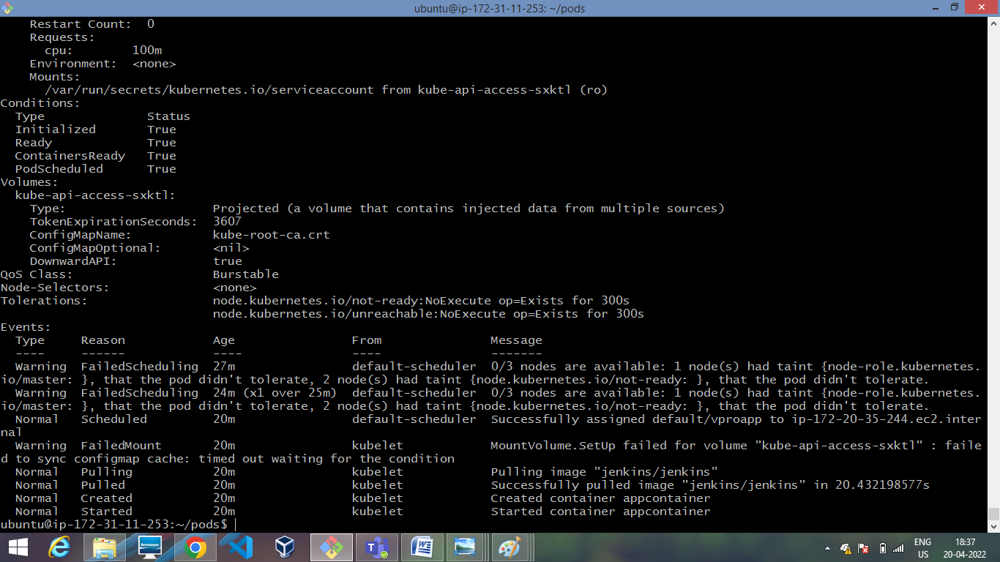 ubuntu@ip-172-31-11-253: ~/pods
Restart Count:  0
Requests:
cpu:        100m
Environment:  <none>
Mounts:
/var/run/secrets/kubernetes.io/serviceaccount from kube-api-access-sxktl (ro)
Conditions:
Type              Status
Initialized       True
Ready             True
ContainersReady   True
PodScheduled      True
Volumes:
kube-api-access-sxktl:
Type:                    Projected (a volume that contains injected data from multiple sources)
TokenExpirationSeconds:  3607
ConfigMapName:           kube-root-ca.crt
ConfigMapOptional:       <nil>
DownwardAPI:             true
QoS Class:                   Burstable
Node-Selectors:              <none>
Tolerations:                 node.kubernetes.io/not-ready:NoExecute op=Exists for 300s
node.kubernetes.io/unreachable:NoExecute op=Exists for 300s
Events:
Type     Reason            Age                From               Message
----     ------            ----               ----               -------
Warning  FailedScheduling  27m                default-scheduler  0/3 nodes are available: 1 node(s) had taint {node-role.kubernetes.
io/master: }, that the pod didn't tolerate, 2 node(s) had taint {node.kubernetes.io/not-ready: }, that the pod didn't tolerate.
Warning  FailedScheduling  24m (x1 over 25m)  default-scheduler  0/3 nodes are available: 1 node(s) had taint {node-role.kubernetes.
io/master: }, that the pod didn't tolerate, 2 node(s) had taint {node.kubernetes.io/not-ready: }, that the pod didn't tolerate.
Normal   Scheduled         20m                default-scheduler  Successfully assigned default/vproapp to ip-172-20-35-244.ec2.inter
nal
Warning  FailedMount       20m                kubelet            MountVolume.SetUp failed for volume "kube-api-access-sxktl" : faile
d to sync configmap cache: timed out waiting for the condition
Normal   Pulling           20m                kubelet            Pulling image "jenkins/jenkins"
Normal   Pulled            20m                kubelet            Successfully pulled image "jenkins/jenkins" in 20.432198577s
Normal   Created           20m                kubelet            Created container appcontainer
Normal   Started           20m                kubelet            Started container appcontainer
ubuntu@ip-172-31-11-253:~/pods$
lenovo
ENG
US
18:37
20-04-2022